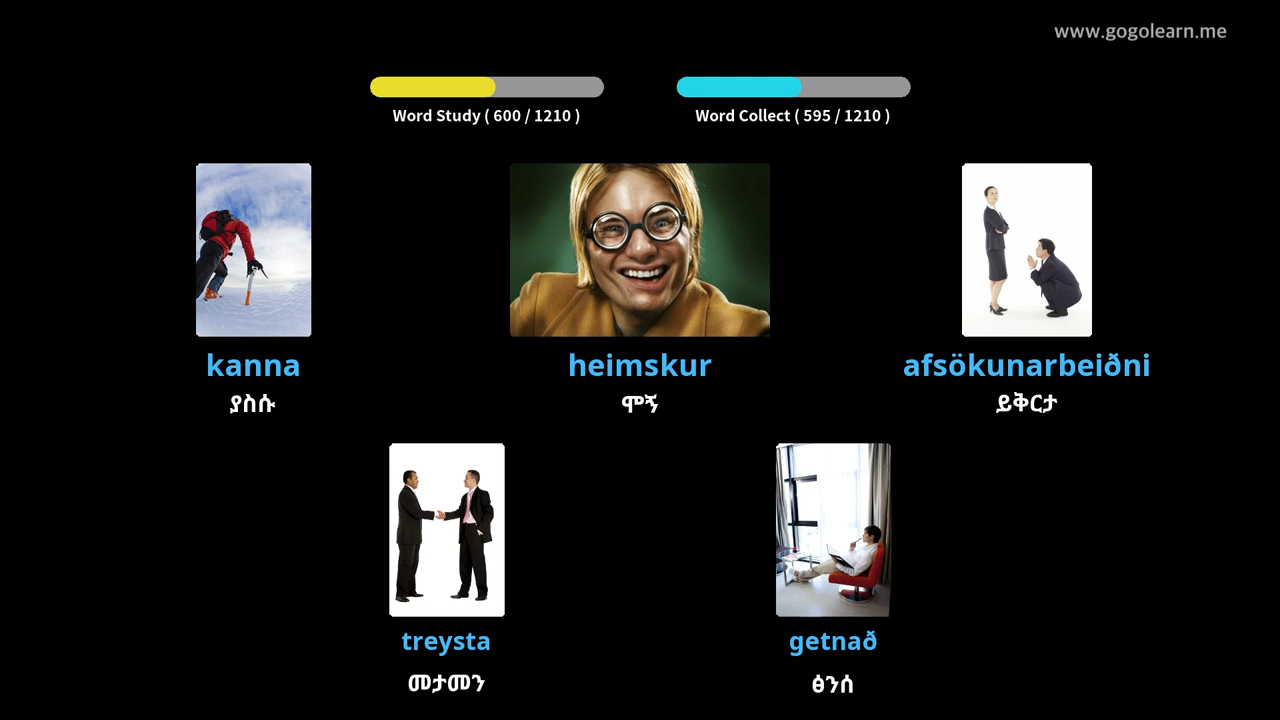 www.gogolearn.me
Word Study ( 600 / 1210 )
Word Collect ( 595 / 1210 )
kanna
heimskur
afsökunarbeiðni
ያስሱ
ሞኝ
ይቅርታ
treysta
getnað
መታመን
ፅንሰ